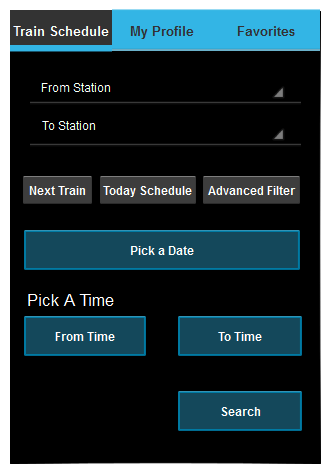 Train Schedule My Profile Favorites
From Station
To Station
Next Train Today Schedule Advanced Filter
Pick a Date
Pick A Time
From Time To Time
Search